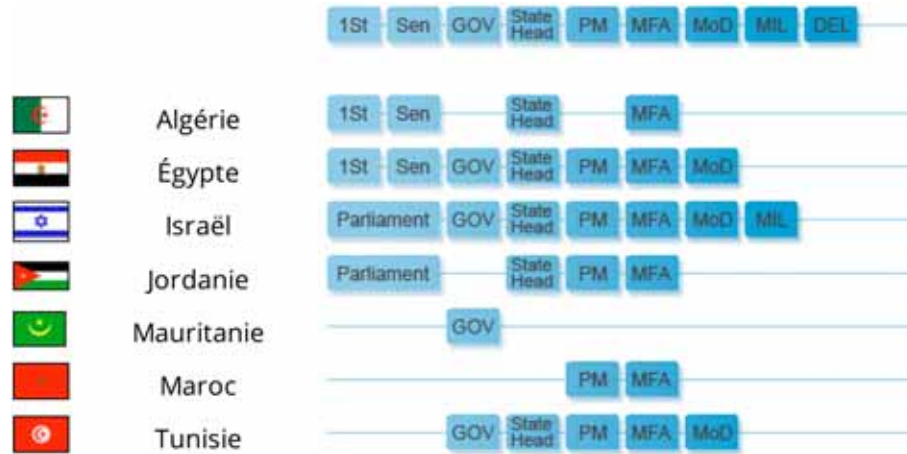 1St Sen GOV State Head PM MFA MoD MIL DEL
Algérie 1St Sen State Head MFA
Égypte 1St Sen GOV State Head PM MFA MoD
Israël Parliament GOV State Head PM MFA MoD MIL
Jordanie Parliament State Head PM MFA
Mauritanie GOV
Maroc PM MFA
Tunisie GOV State Head PM MFA MoD